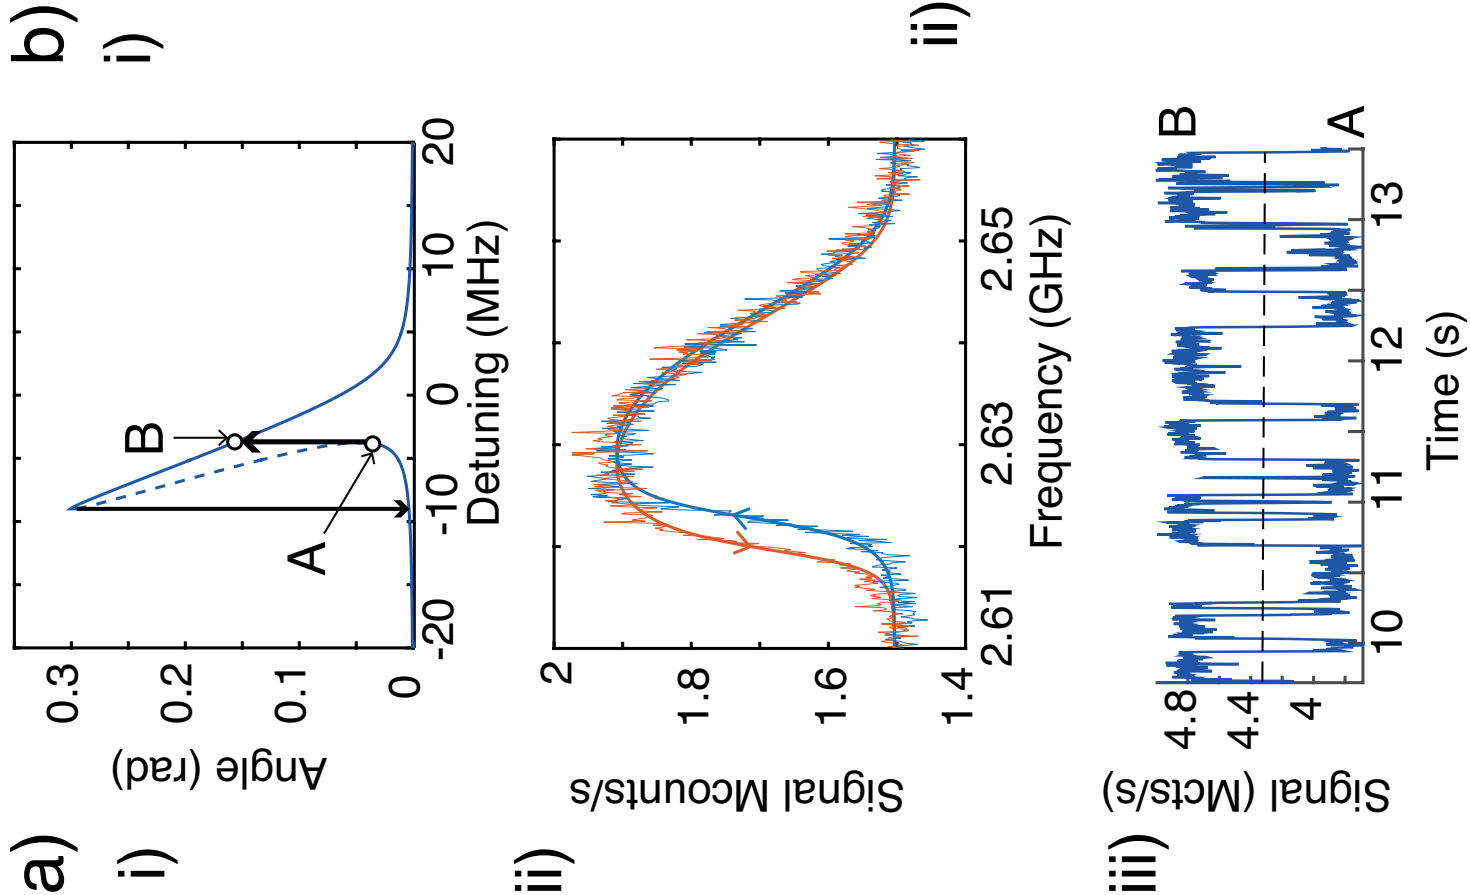 a)
b)
i)
i)
Angle (rad)
0.3
0.2
0.1
0
B
A
-20
-10
0
10
20
Detuning (MHz)
ii)
ii)
Signal Mcounts/s
2
1.8
1.6
1.4
2.61
2.63
2.65
Frequency (GHz)
iii)
Signal (Mcts/s)
4.8
4.4
4
B
A
10
11
12
13
Time (s)